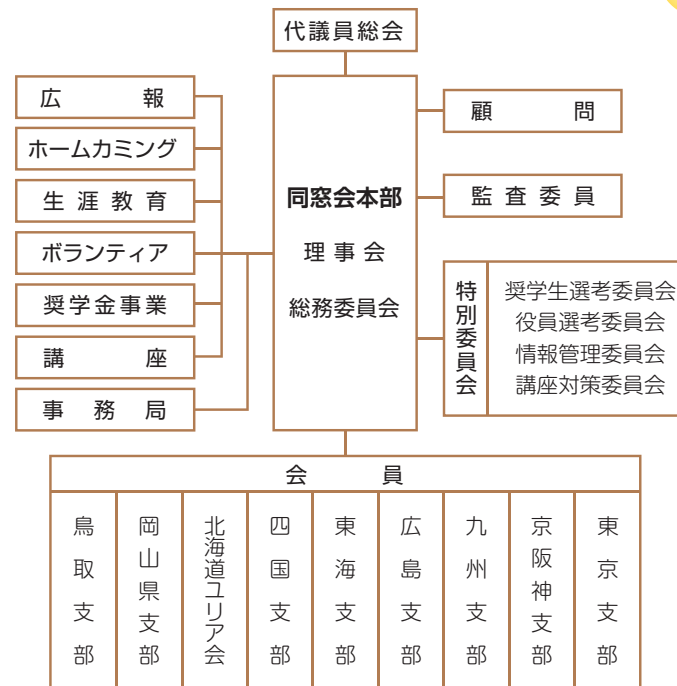 代議員総会
広報
ホームカミング
生涯教育
ボランティア
奨学金事業
講座
事務局
同窓会本部
理事会
総務委員会
顧問
監査委員
特別委員会
奨学生選考委員会
役員選考委員会
情報管理委員会
講座対策委員会
会員
鳥取支部
岡山県支部
北海道ユリア会
四国支部
東海支部
広島支部
九州支部
京阪神支部
東京支部